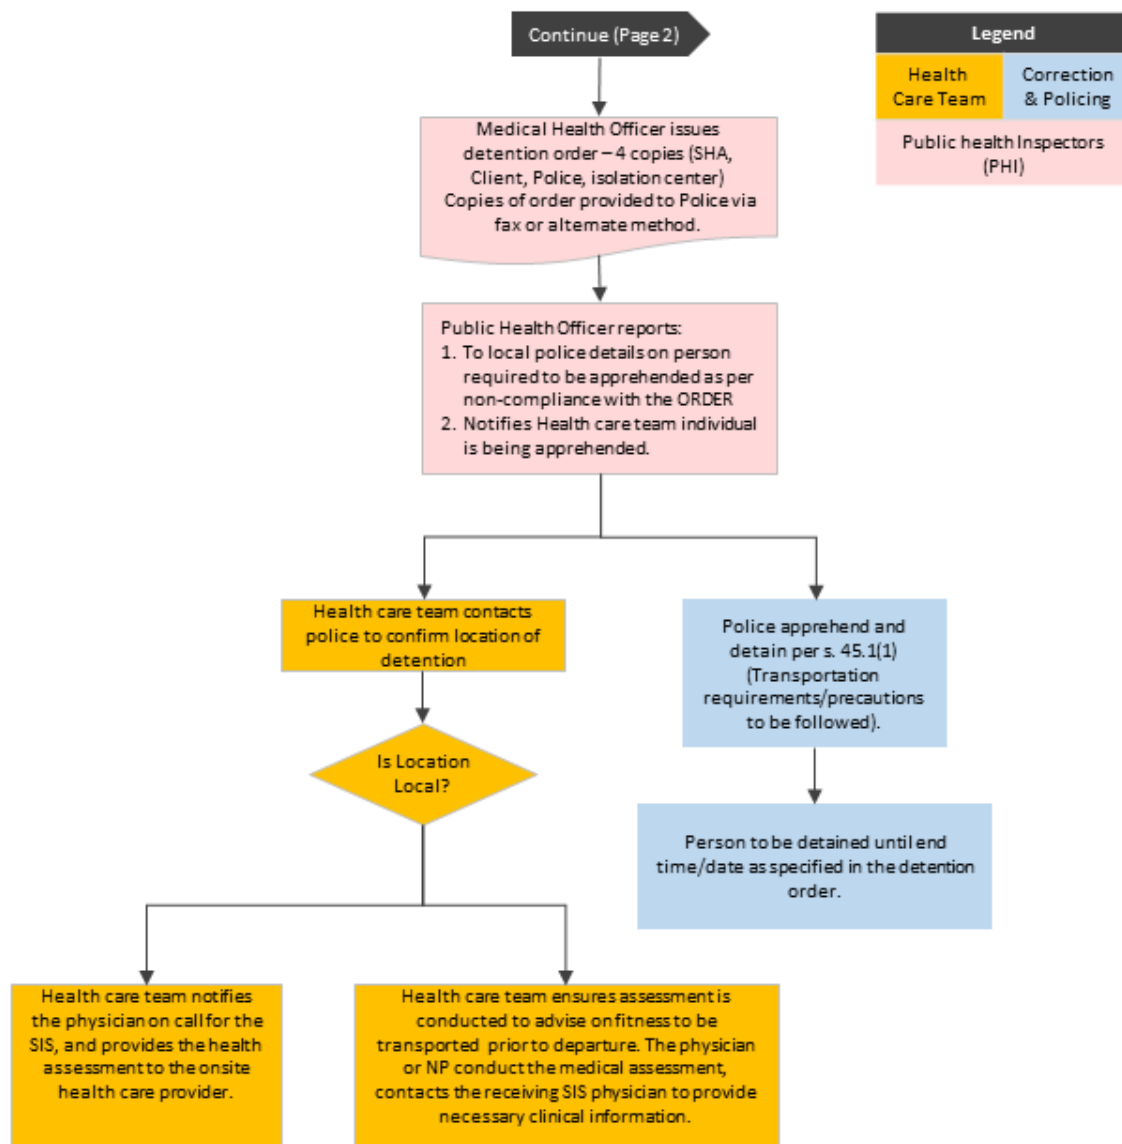 Continue (Page 2)
Legend
Health
Care Team
Correction
& Policing
Public health Inspectors
(PHI)
Medical Health Officer issues
detention order – 4 copies (SHA,
Client, Police, isolation center)
Copies of order provided to Police via
fax or alternate method.
Public Health Officer reports:
1. To local police details on person
required to be apprehended as per
non-compliance with the ORDER
2. Notifies Health care team individual
is being apprehended.
Health care team contacts
police to confirm location of
detention
Police apprehend and
detain per s. 45.1(1)
(Transportation
requirements/precautions
to be followed).
Is Location
Local?
Person to be detained until end
time/date as specified in the detention
order.
Health care team notifies
the physician on call for the
SIS, and provides the health
assessment to the onsite
health care provider.
Health care team ensures assessment is
conducted to advise on fitness to be
transported prior to departure. The physician
or NP conduct the medical assessment,
contacts the receiving SIS physician to provide
necessary clinical information.